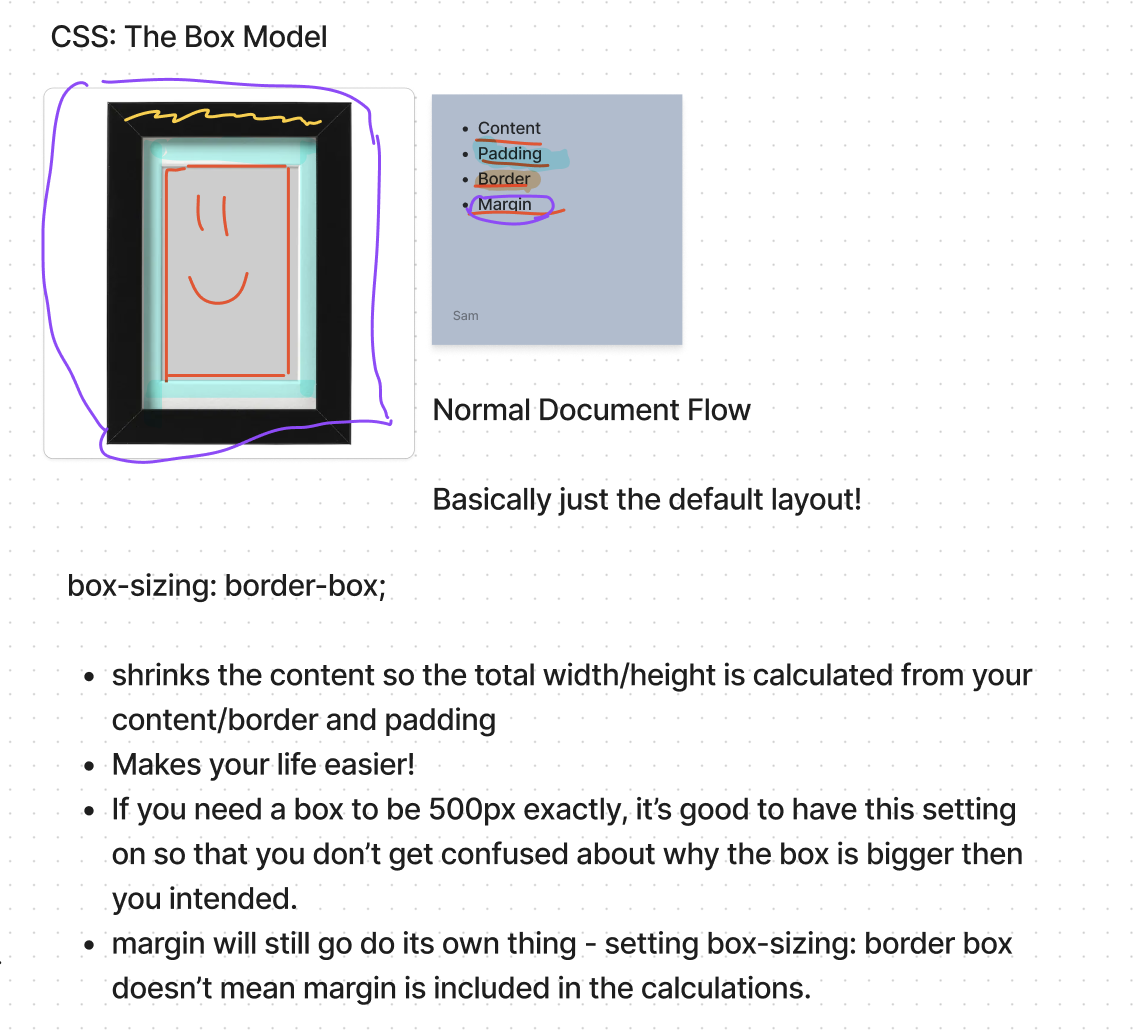 CSS: The Box Model
• Content
• Padding
• Border
• Margin
Sam
Normal Document Flow
Basically just the default layout!
box-sizing: border-box;
• shrinks the content so the total width/height is calculated from your
content/border and padding
• Makes your life easier!
• If you need a box to be 500px exactly, it’s good to have this setting
on so that you don’t get confused about why the box is bigger then
you intended.
• margin will still go do its own thing - setting box-sizing: border box
doesn’t mean margin is included in the calculations.